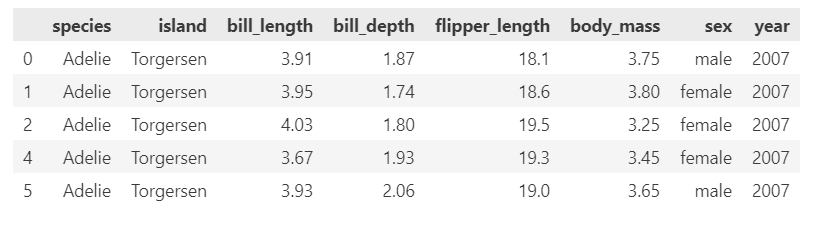 species island bill_length bill_depth flipper_length body_mass sex year
0 Adelie Torgersen 3.91 1.87 18.1 3.75 male 2007
1 Adelie Torgersen 3.95 1.74 18.6 3.80 female 2007
2 Adelie Torgersen 4.03 1.80 19.5 3.25 female 2007
4 Adelie Torgersen 3.67 1.93 19.3 3.45 female 2007
5 Adelie Torgersen 3.93 2.06 19.0 3.65 male 2007